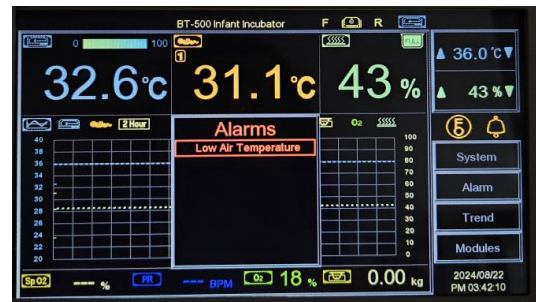 BT-500 Infant Incubator F R
0 100
FULL
32.6°C 31.1°C 43 %
1
36.0°C
43 %
2 Hour
O2
Alarms
Low Air Temperature
40
38
36
34
32
30
28
26
24
22
20
100
90
80
70
60
50
40
30
20
10
0
System
Alarm
Trend
Modules
SpO2 --- % PR --- BPM O2 18 % 0.00 kg
2024/08/22
PM 03:42:10